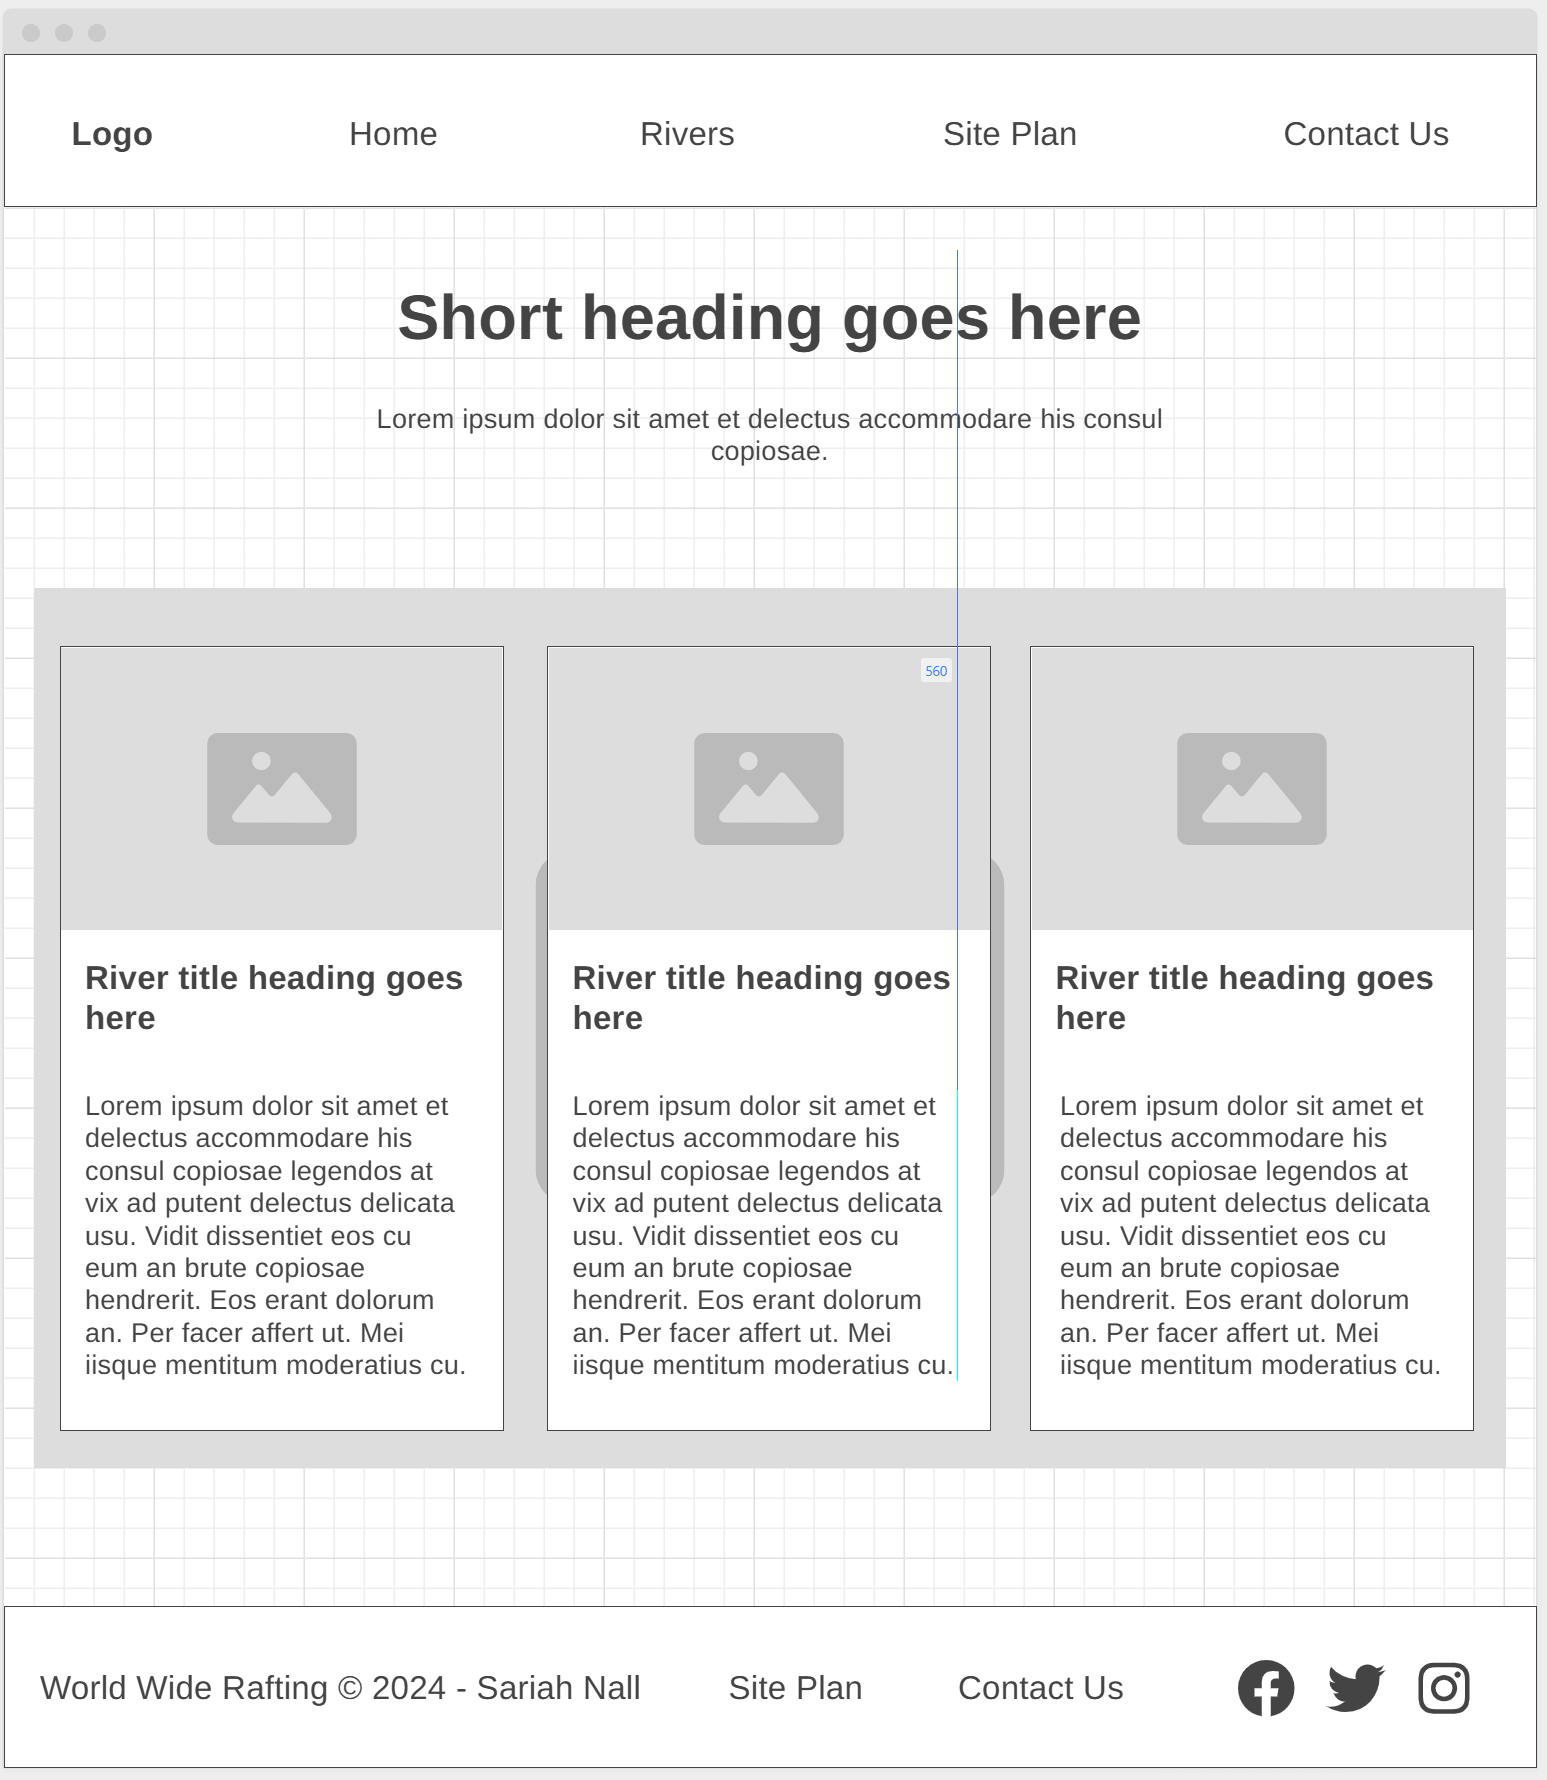 Logo Home Rivers Site Plan Contact Us
Short heading goes here
Lorem ipsum dolor sit amet et delectus accommodare his consul
copiosae.
560
River title heading goes
here
Lorem ipsum dolor sit amet et
delectus accommodare his
consul copiosae legendos at
vix ad putent delectus delicata
usu. Vidit dissentiet eos cu
eum an brute copiosae
hendrerit. Eos erant dolorum
an. Per facer affert ut. Mei
iisque mentitum moderatius cu.
River title heading goes
here
Lorem ipsum dolor sit amet et
delectus accommodare his
consul copiosae legendos at
vix ad putent delectus delicata
usu. Vidit dissentiet eos cu
eum an brute copiosae
hendrerit. Eos erant dolorum
an. Per facer affert ut. Mei
iisque mentitum moderatius cu.
River title heading goes
here
Lorem ipsum dolor sit amet et
delectus accommodare his
consul copiosae legendos at
vix ad putent delectus delicata
usu. Vidit dissentiet eos cu
eum an brute copiosae
hendrerit. Eos erant dolorum
an. Per facer affert ut. Mei
iisque mentitum moderatius cu.
World Wide Rafting © 2024 - Sariah Nall Site Plan Contact Us